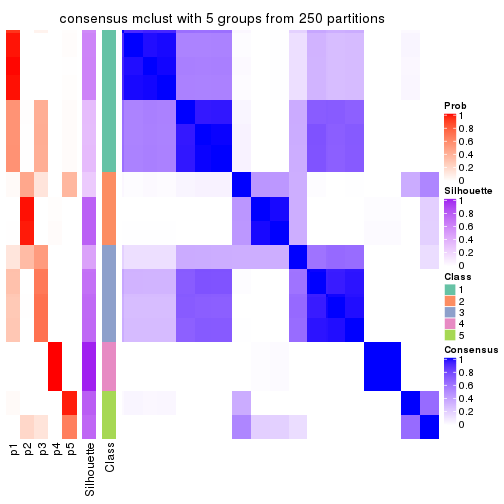 consensus mclust with 5 groups from 250 partitions
Prob
1
0.8
0.6
0.4
0.2
0
Silhouette
1
0.8
0.6
0.4
0.2
0
Class
1
2
3
4
5
Consensus
1
0.8
0.6
0.4
0.2
0
p1
p2
p3
p4
p5
Silhouette
Class